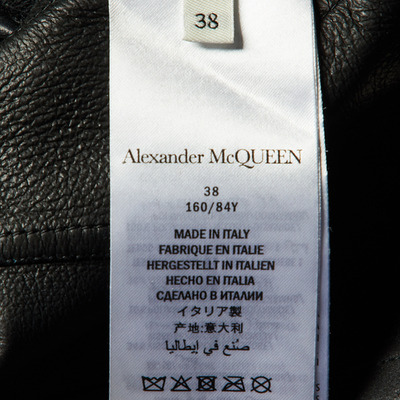 38
Alexander McQUEEN
38
160/84Y
MADE IN ITALY
FABRIQUE EN ITALIE
HERGESTELLT IN ITALIEN
HECHO EN ITALIA
СДЕЛАНО В ИТАЛИИ
イタリア製
产地:意大利
صنع في إيطاليا